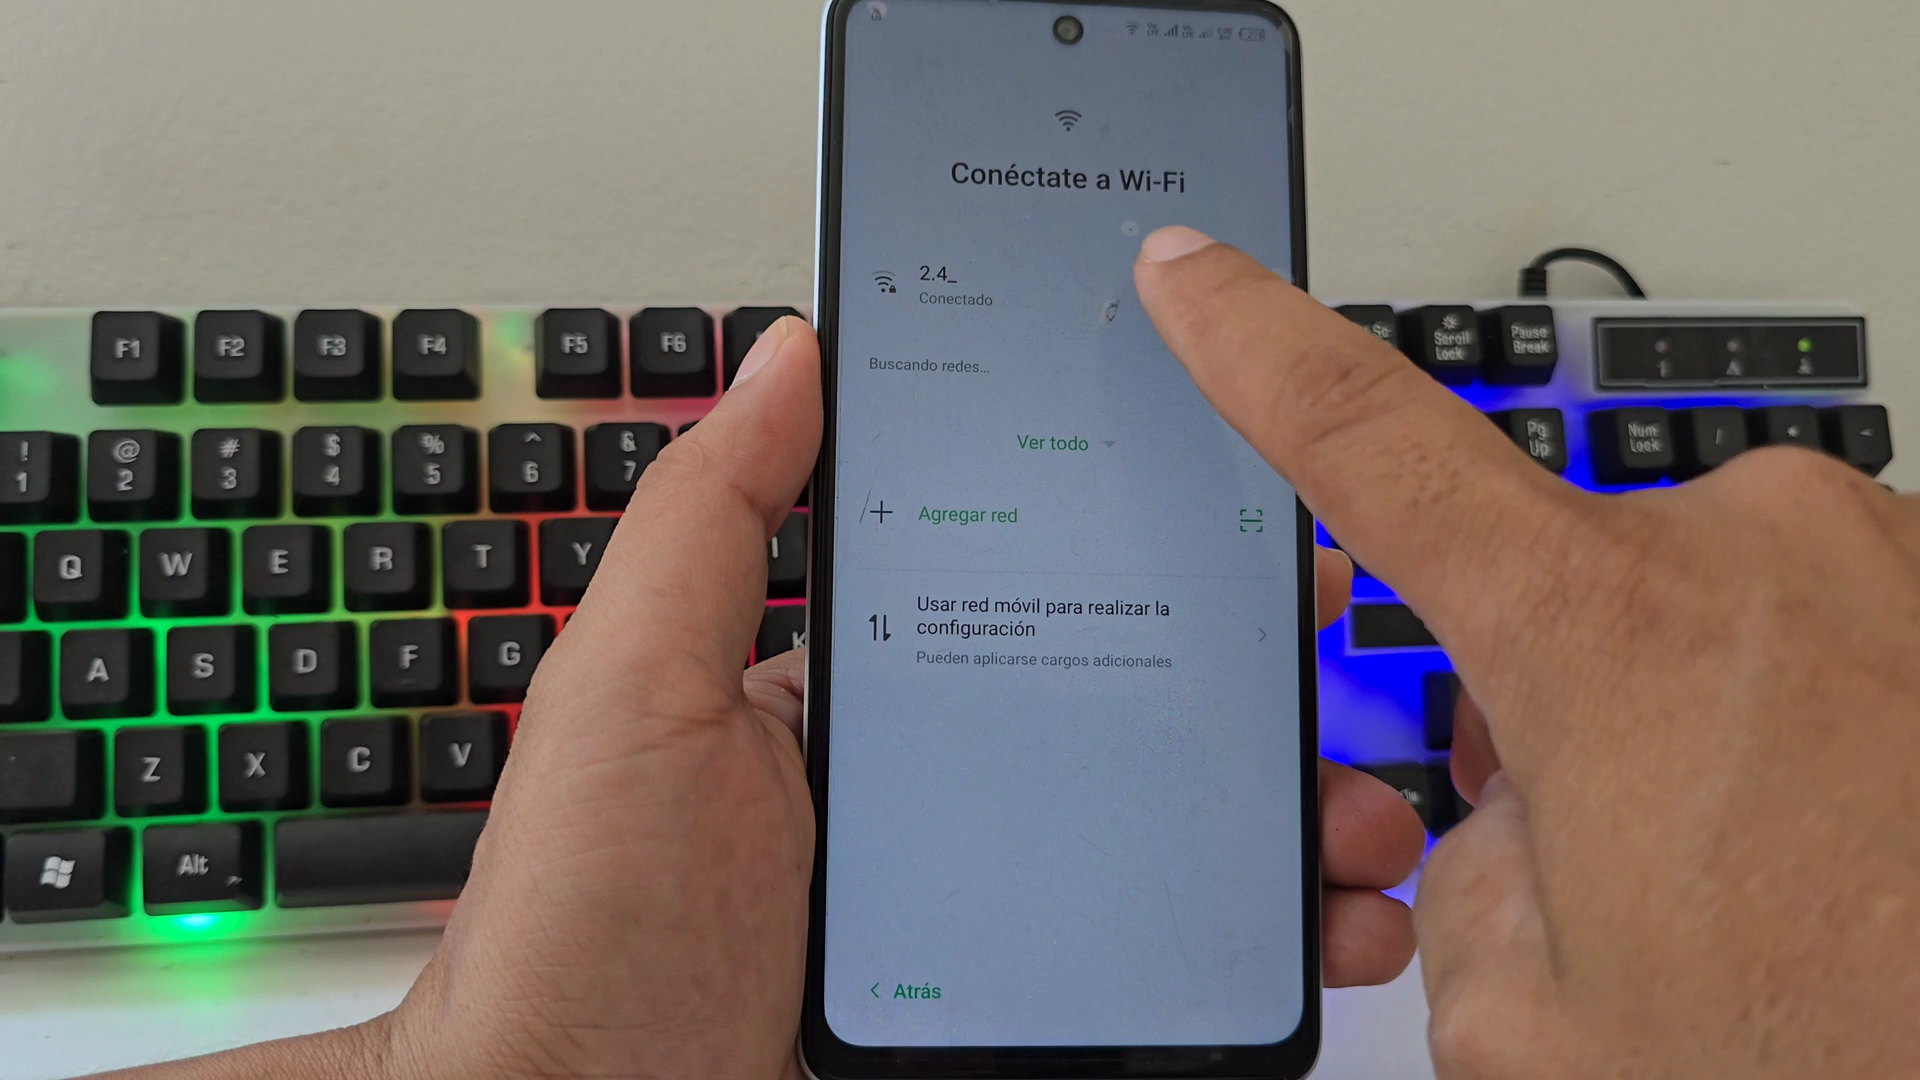 Conéctate a Wi-Fi
2.4_
Conectado
Buscando redes...
Ver todo
Agregar red
Usar red móvil para realizar la
configuración
Pueden aplicarse cargos adicionales
Atrás
F1 F2 F3 F4 F5 F6
Scroll
Lock
Pause
Break
! @ # $ % ^ &
1 2 3 4 5 6 7
Pg
Up
Num
Lock
/ *
Q W E R T Y I
A S D F G K
Z X C V
Alt